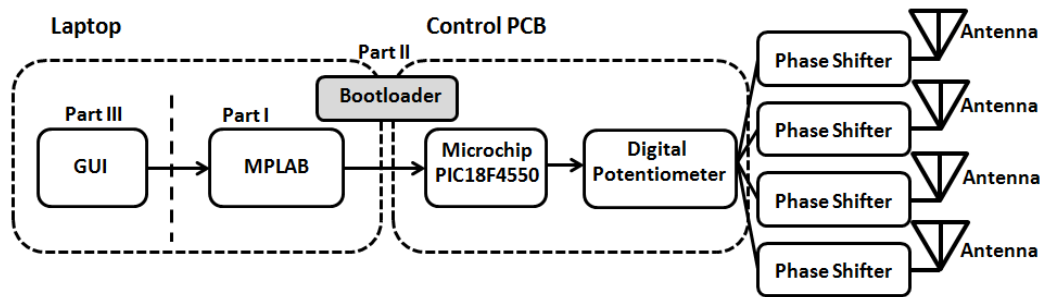 Laptop
Control PCB
Part II
Bootloader
Part III
Part I
GUI
MPLAB
Microchip
PIC18F4550
Digital
Potentiometer
Phase Shifter
Antenna
Phase Shifter
Antenna
Phase Shifter
Antenna
Phase Shifter
Antenna